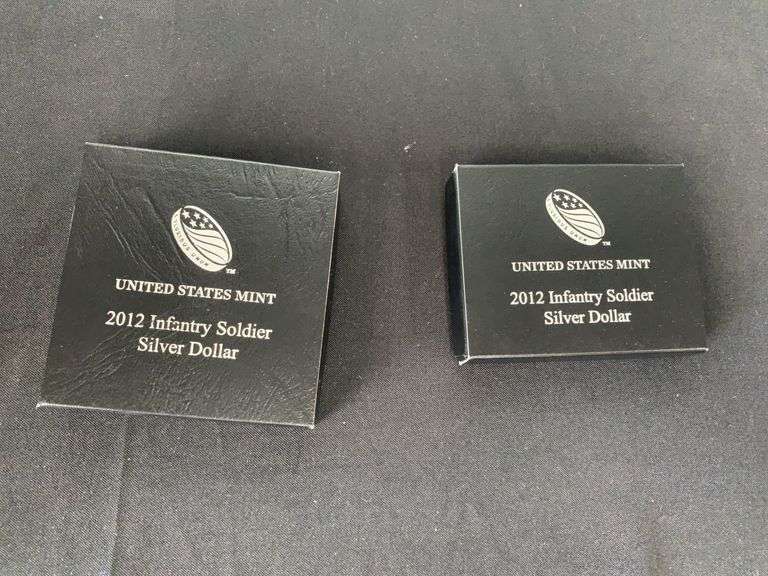 UNITED STATES MINT
2012 Infantry Soldier
Silver Dollar
UNITED STATES MINT
2012 Infantry Soldier
Silver Dollar